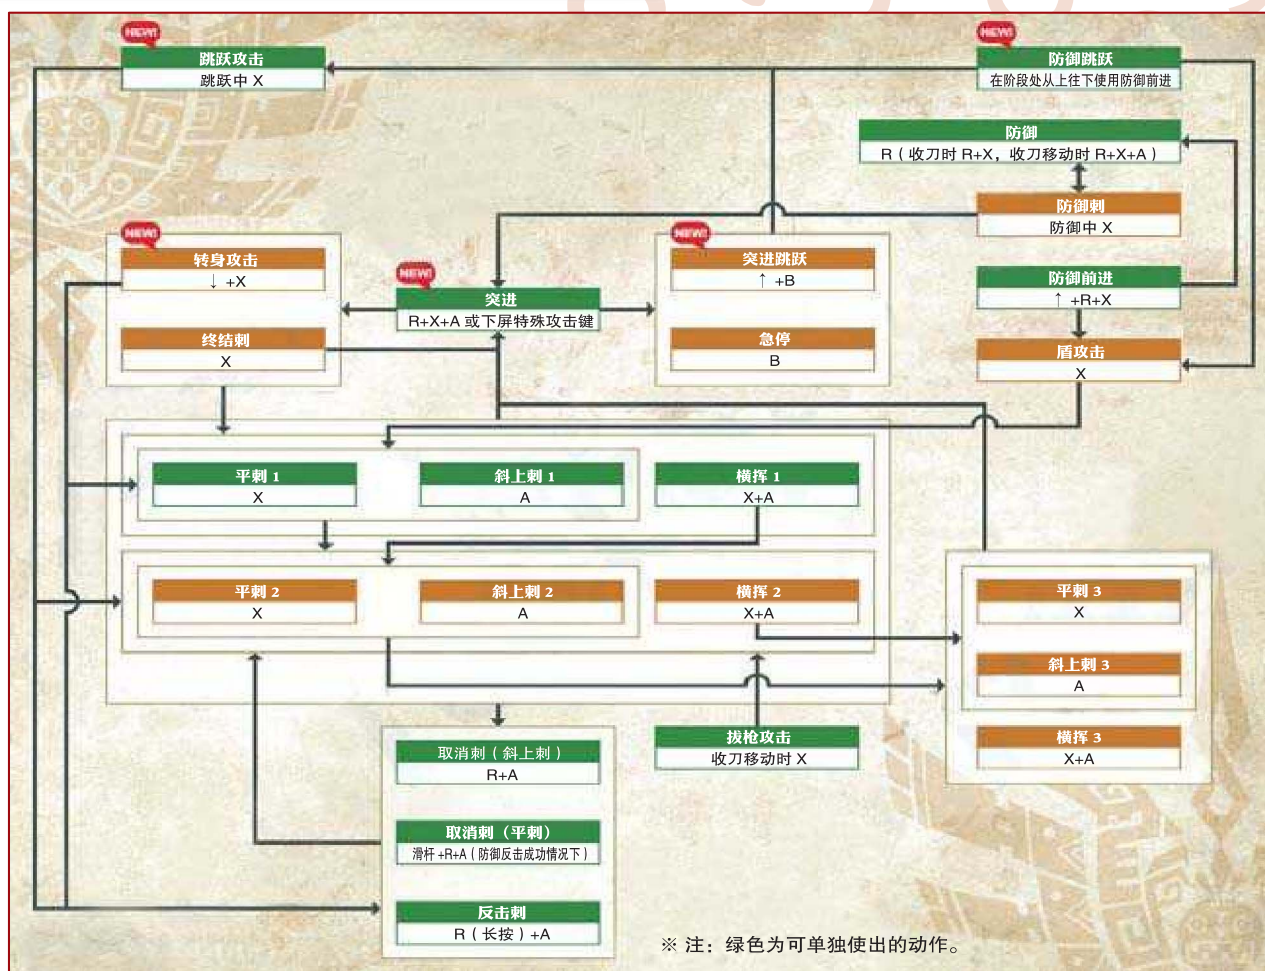 NEW!
跳跃攻击
跳跃中 X
NEW!
防御跳跃
在阶段处从上往下使用防御前进
防御
R（收刀时 R+X，收刀移动时 R+X+A）
防御刺
防御中 X
NEW!
转身攻击
↓ +X
终结刺
X
NEW!
突进
R+X+A 或下屏特殊攻击键
NEW!
突进跳跃
↑ +B
急停
B
防御前进
↑ +R+X
盾攻击
X
平刺 1
X
斜上刺 1
A
横挥 1
X+A
平刺 2
X
斜上刺 2
A
横挥 2
X+A
平刺 3
X
斜上刺 3
A
横挥 3
X+A
取消刺（斜上刺）
R+A
取消刺（平刺）
滑杆 +R+A（防御反击成功情况下）
反击刺
R（长按）+A
拔枪攻击
收刀移动时 X
※ 注：绿色为可单独使出的动作。